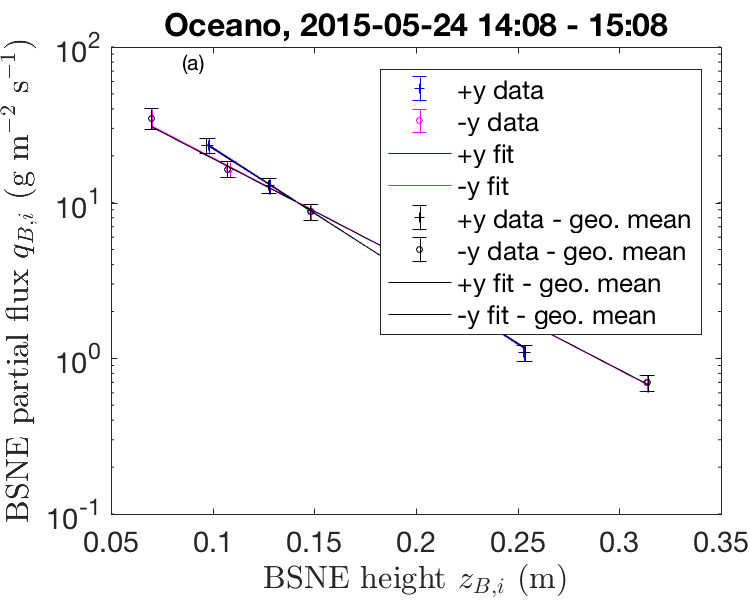 Oceano, 2015-05-24 14:08 - 15:08
(a)
+y data
-y data
+y fit
-y fit
+y data - geo. mean
-y data - geo. mean
+y fit - geo. mean
-y fit - geo. mean
BSNE partial flux q_{B,i} (g m^{-2} s^{-1})
10^2
10^1
10^0
10^{-1}
0.05 0.1 0.15 0.2 0.25 0.3 0.35
BSNE height z_{B,i} (m)